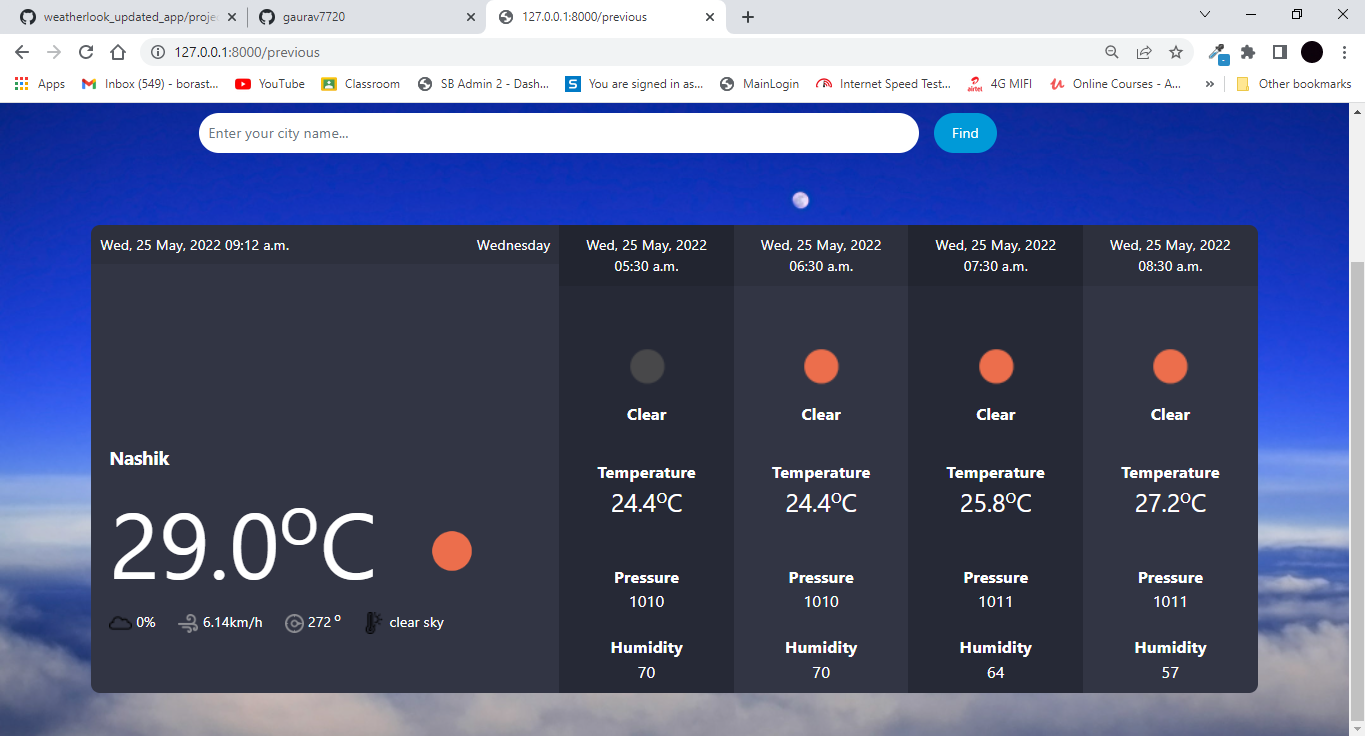 weatherlook_updated_app/proje
gaurav7720
127.0.0.1:8000/previous
127.0.0.1:8000/previous
Apps
Inbox (549) - borast...
YouTube
Classroom
SB Admin 2 - Dash...
S
You are signed in as...
MainLogin
Internet Speed Test...
airtel
4G MIFI
Online Courses - A...
»
Other bookmarks
Enter your city name...
Find
Wed, 25 May, 2022 09:12 a.m.
Wednesday
Nashik
29.0°C
0%
6.14km/h
272 °
clear sky
Wed, 25 May, 2022
05:30 a.m.
Clear
Temperature
24.4°C
Pressure
1010
Humidity
70
Wed, 25 May, 2022
06:30 a.m.
Clear
Temperature
24.4°C
Pressure
1010
Humidity
70
Wed, 25 May, 2022
07:30 a.m.
Clear
Temperature
25.8°C
Pressure
1011
Humidity
64
Wed, 25 May, 2022
08:30 a.m.
Clear
Temperature
27.2°C
Pressure
1011
Humidity
57